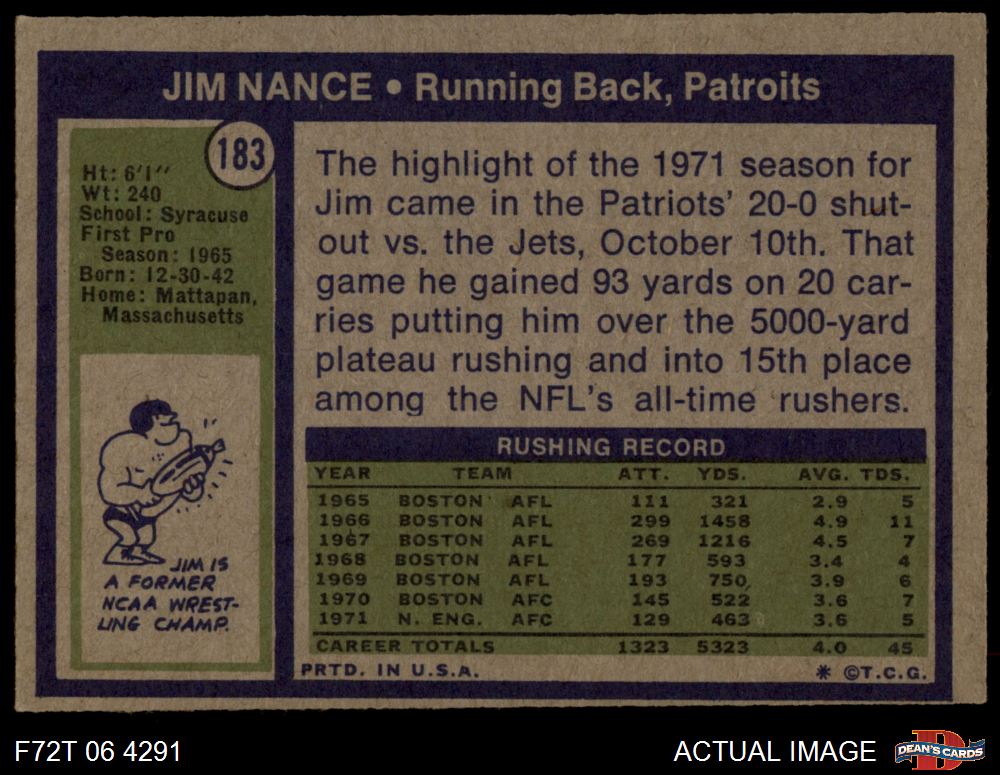 JIM NANCE • Running Back, Patroits
183
Ht: 6'1''
Wt: 240
School: Syracuse
First Pro
Season: 1965
Born: 12-30-42
Home: Mattapan,
Massachusetts
JIM IS
A FORMER
NCAA WREST-
LING CHAMP.
The highlight of the 1971 season for
Jim came in the Patriots' 20-0 shut-
out vs. the Jets, October 10th. That
game he gained 93 yards on 20 car-
ries putting him over the 5000-yard
plateau rushing and into 15th place
among the NFL's all-time rushers.
RUSHING RECORD
YEAR TEAM ATT. YDS. AVG. TDS.
1965 BOSTON AFL 111 321 2.9 5
1966 BOSTON AFL 299 1458 4.9 11
1967 BOSTON AFL 269 1216 4.5 7
1968 BOSTON AFL 177 593 3.4 4
1969 BOSTON AFL 193 750 3.9 6
1970 BOSTON AFC 145 522 3.6 7
1971 N. ENG. AFC 129 463 3.6 5
CAREER TOTALS 1323 5323 4.0 45
PRTD. IN U.S.A. * ©T.C.G.
F72T 06 4291 ACTUAL IMAGE DEAN'S CARDS